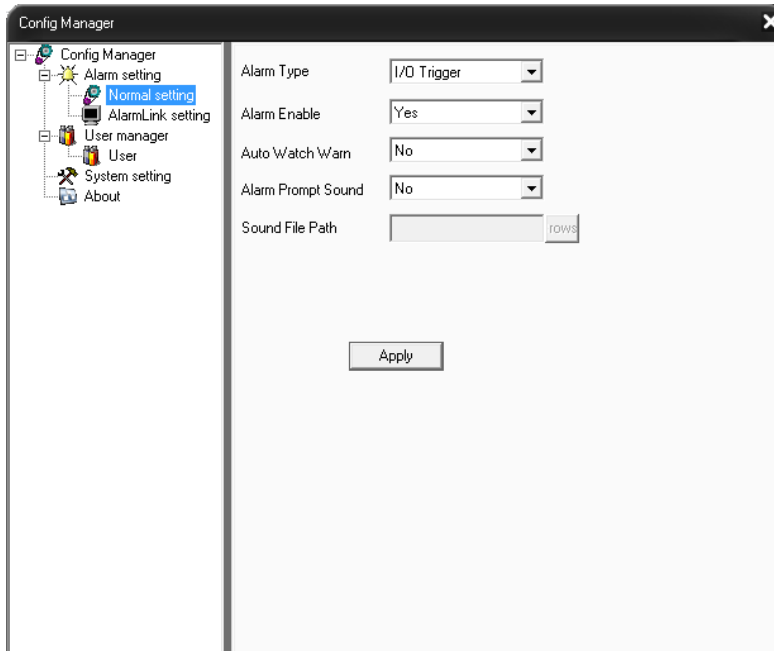 Config Manager
Config Manager
Alarm setting
Normal setting
AlarmLink setting
User manager
User
System setting
About
Alarm Type I/O Trigger
Alarm Enable Yes
Auto Watch Warn No
Alarm Prompt Sound No
Sound File Path rows
Apply